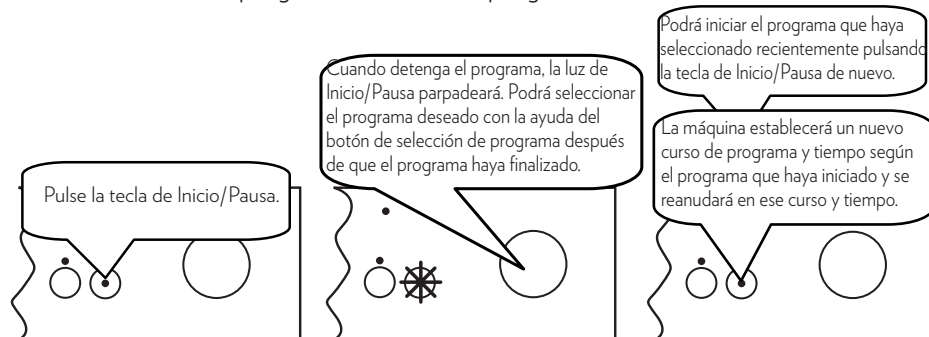 Pulse la tecla de Inicio/Pausa.
Cuando detenga el programa, la luz de
Inicio/Pausa parpadeará. Podrá seleccionar
el programa deseado con la ayuda del
botón de selección de programa después
de que el programa haya finalizado.
Podrá iniciar el programa que haya
seleccionado recientemente pulsando
la tecla de Inicio/Pausa de nuevo.
La máquina establecerá un nuevo
curso de programa y tiempo según
el programa que haya iniciado y se
reanudará en ese curso y tiempo.